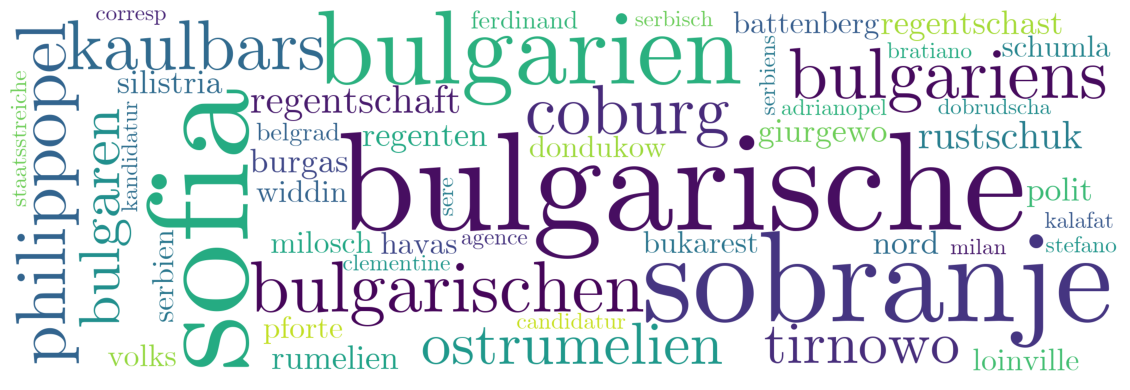 corresp
ferdinand
serbisch
battenberg
regentschast
kaulbars
bulgarien
bratiano
schumla
philippopel
staatsstreiche
silistria
serbiens
bulgariens
kandidatur
bulgaren
sofia
regentschaft
coburg
adrianopel
dobrudscha
belgrad
regenten
dondukow
giurgewo
rustschuk
burgas
bulgarische
widdin
sere
polit
kalafat
serbien
milosch
havas
agence
bukarest
nord
milan
stefano
clementine
bulgarischen
sobranje
pforte
candidatur
volks
rumelien
ostrumelien
tirnowo
loinville